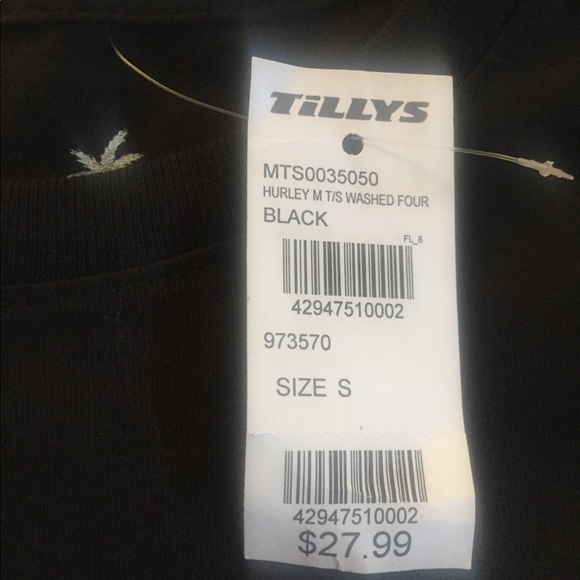 TiLLYS
MTS0035050
HURLEY M T/S WASHED FOUR
BLACK
FL_8
42947510002
973570
SIZE S
42947510002
$27.99